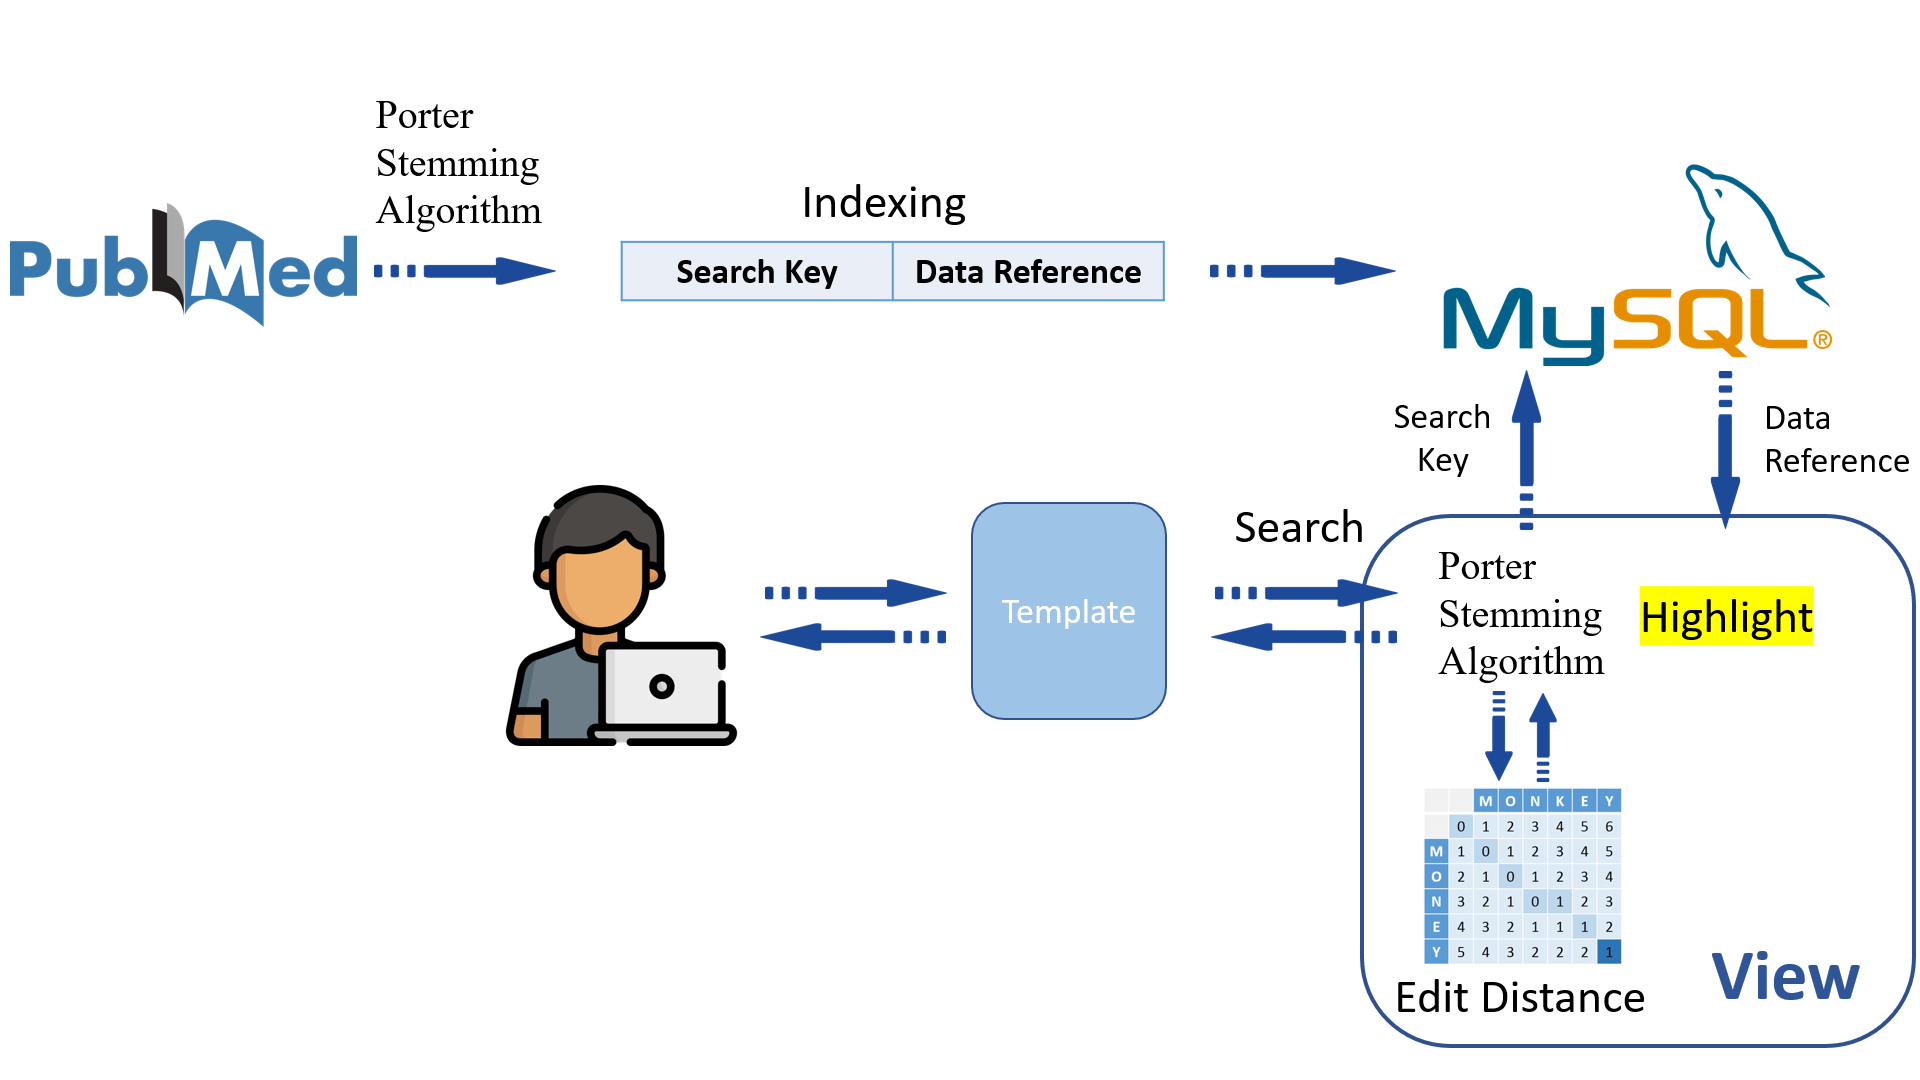 Porter
Stemming
Algorithm
PubMed
Indexing
Search Key Data Reference
MySQL®
Search
Key
Data
Reference
Template
Search
Porter
Stemming
Algorithm
Highlight
M O N K E Y
0 1 2 3 4 5 6
M 1 0 1 2 3 4 5
O 2 1 0 1 2 3 4
N 3 2 1 0 1 2 3
E 4 3 2 1 1 1 2
Y 5 4 3 2 2 2 1
Edit Distance
View